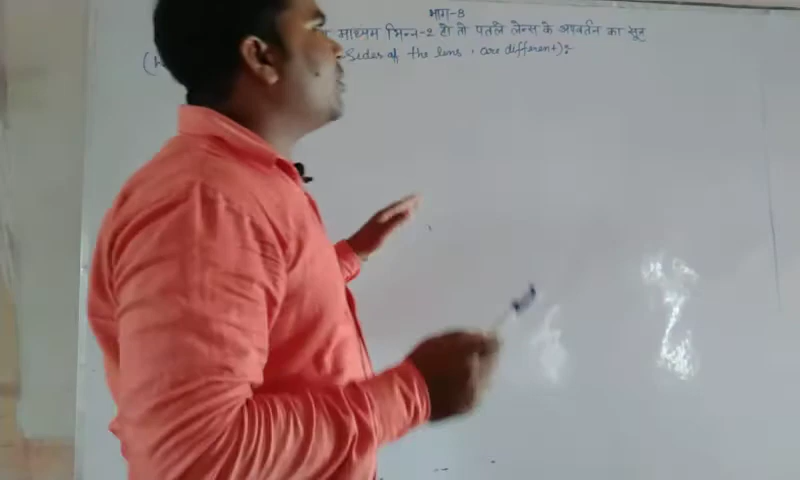 भाग-8
माध्यम भिन्न-2 हो तो पतले लेन्स के अपवर्तन का सूत्र
Sides of the lens, are different)?